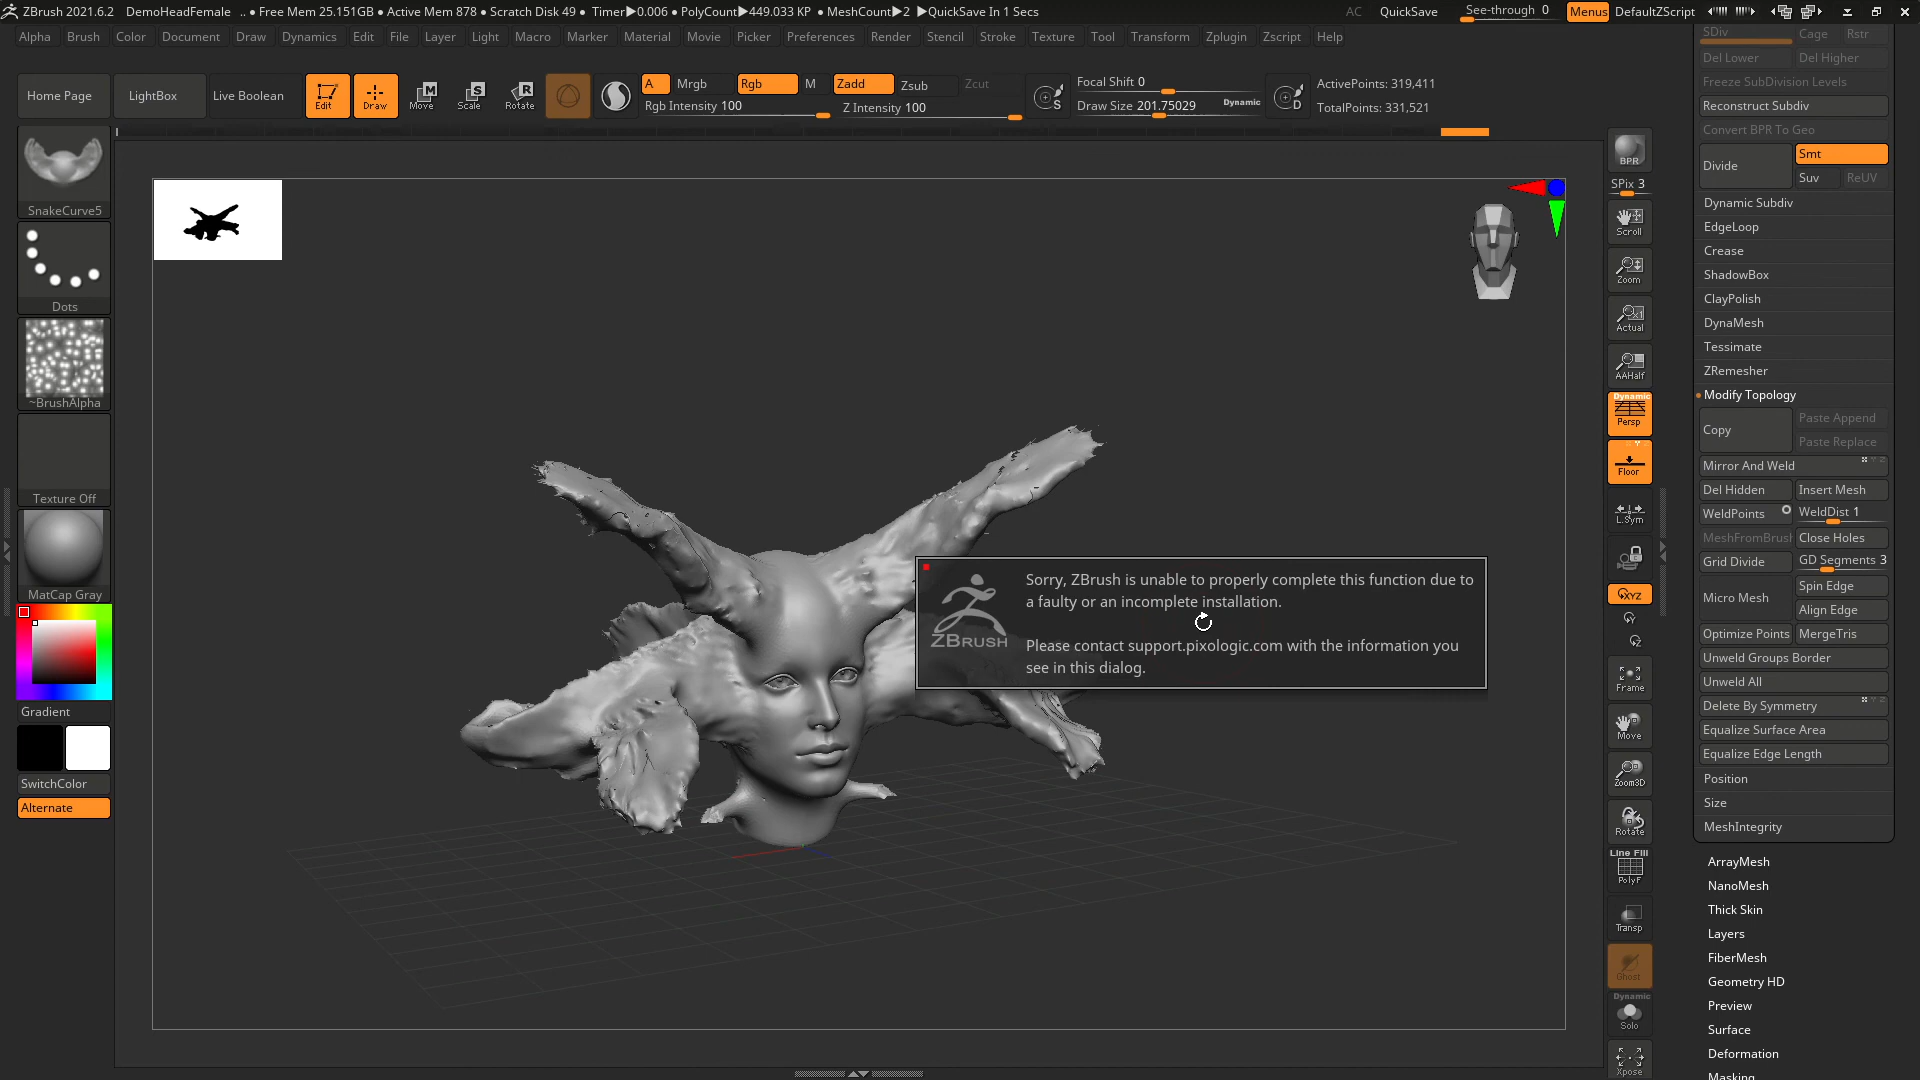 ZBrush 2021.6.2 DemoHeadFemale .. ● Free Mem 25.151GB ● Active Mem 878 ● Scratch Disk 49 ● Timer▶0.006 ● PolyCount▶449.033 KP ● MeshCount▶2 ▶QuickSave In 1 Secs AC QuickSave See-through 0 Menus DefaultZScript
Alpha Brush Color Document Draw Dynamics Edit File Layer Light Macro Marker Material Movie Picker Preferences Render Stencil Stroke Texture Tool Transform Zplugin Zscript Help
Home Page LightBox Live Boolean Edit Draw Move Scale Rotate
M S R
A Mrgb Rgb M Zadd Zsub Zcut
Rgb Intensity 100 Z Intensity 100
S Focal Shift 0
Draw Size 201.75029 Dynamic D
ActivePoints: 319,411
TotalPoints: 331,521
SnakeCurve5
Dots
~BrushAlpha
Texture Off
MatCap Gray
Gradient
SwitchColor
Alternate
Sorry, ZBrush is unable to properly complete this function due to
a faulty or an incomplete installation.
ZBRUSH
Please contact support.pixologic.com with the information you
see in this dialog.
BPR
SPix 3
Scroll
Zoom
Actual
AAHalf
Dynamic
Persp
Floor
L.Sym
XYZ
Frame
Move
Zoom3D
Rotate
Line Fill
PolyF
Transp
Ghost
Dynamic
Solo
Xpose
SDiv Cage Rstr
Del Lower Del Higher
Freeze SubDivision Levels
Reconstruct Subdiv
Convert BPR To Geo
Divide Smt
Suv ReUV
Dynamic Subdiv
EdgeLoop
Crease
ShadowBox
ClayPolish
DynaMesh
Tessimate
ZRemesher
Modify Topology
Copy Paste Append
Paste Replace
Mirror And Weld
Del Hidden Insert Mesh
WeldPoints WeldDist 1
MeshFromBrush Close Holes
Grid Divide GD Segments 3
Micro Mesh Spin Edge
Align Edge
Optimize Points MergeTris
Unweld Groups Border
Unweld All
Delete By Symmetry
Equalize Surface Area
Equalize Edge Length
Position
Size
MeshIntegrity
ArrayMesh
NanoMesh
Thick Skin
Layers
FiberMesh
Geometry HD
Preview
Surface
Deformation
Masking